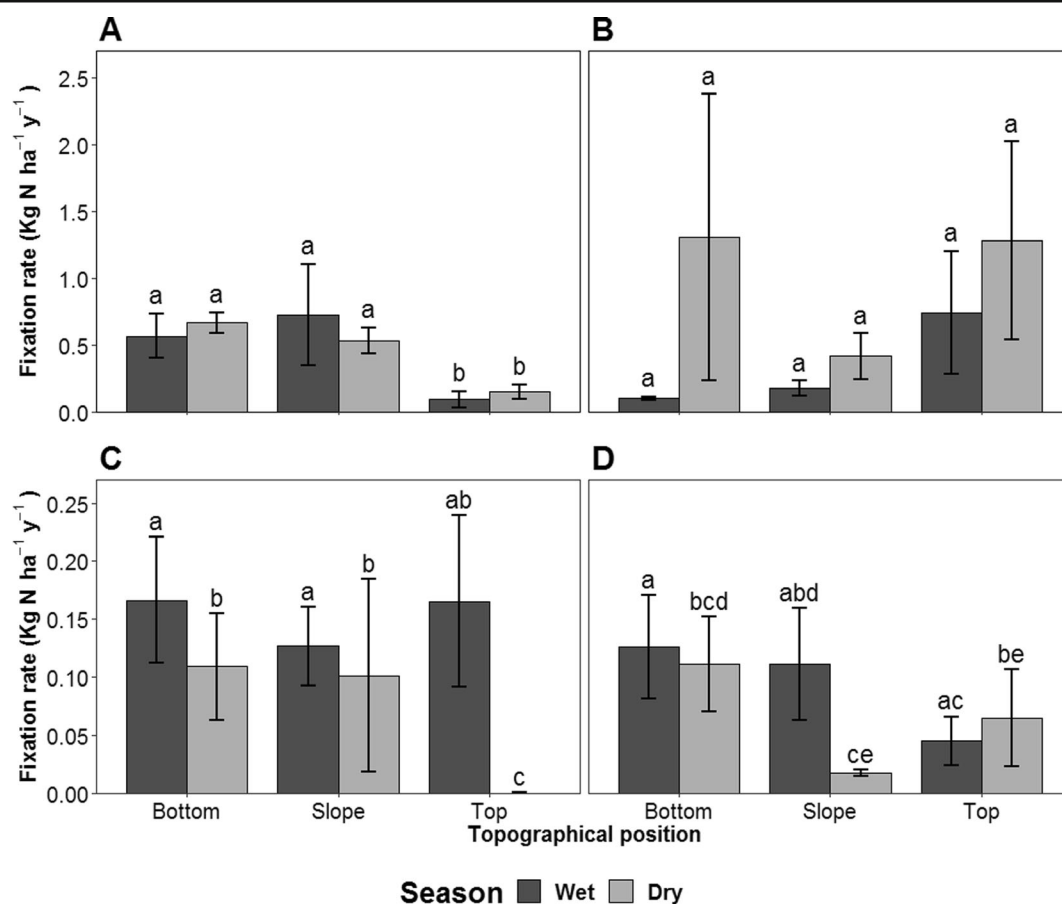 A
B
Fixation rate (Kg N ha⁻¹ y⁻¹)
2.5
2.0
1.5
1.0
0.5
0.0
a a a a b b
a a a a a a
C
D
Fixation rate (Kg N ha⁻¹ y⁻¹)
0.25
0.20
0.15
0.10
0.05
0.00
a b a b ab c
a bcd abd ce ac be
Bottom Slope Top Bottom Slope Top
Topographical position
Season Wet Dry